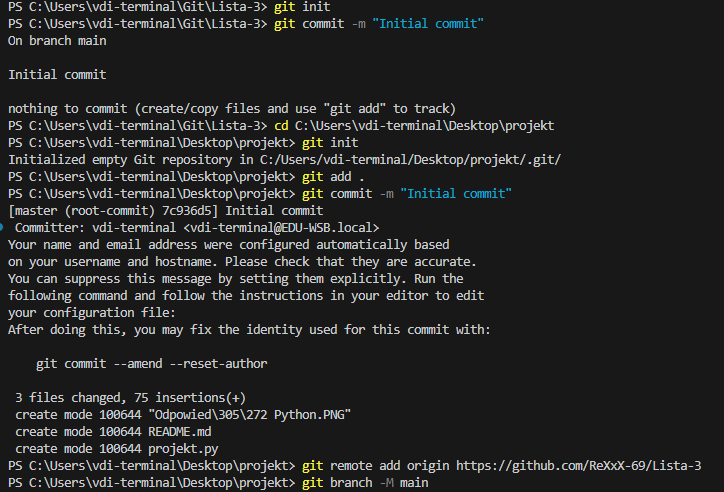 PS C:\Users\vdi-terminal\Git\Lista-3> git init
PS C:\Users\vdi-terminal\Git\Lista-3> git commit -m "Initial commit"
On branch main
Initial commit
nothing to commit (create/copy files and use "git add" to track)
PS C:\Users\vdi-terminal\Git\Lista-3> cd C:\Users\vdi-terminal\Desktop\projekt
PS C:\Users\vdi-terminal\Desktop\projekt> git init
Initialized empty Git repository in C:/Users/vdi-terminal/Desktop/projekt/.git/
PS C:\Users\vdi-terminal\Desktop\projekt> git add .
PS C:\Users\vdi-terminal\Desktop\projekt> git commit -m "Initial commit"
[master (root-commit) 7c936d5] Initial commit
Committer: vdi-terminal <vdi-terminal@EDU-WSB.local>
Your name and email address were configured automatically based
on your username and hostname. Please check that they are accurate.
You can suppress this message by setting them explicitly. Run the
following command and follow the instructions in your editor to edit
your configuration file:
After doing this, you may fix the identity used for this commit with:
git commit --amend --reset-author
3 files changed, 75 insertions(+)
create mode 100644 "Odpowied\305\272 Python.PNG"
create mode 100644 README.md
create mode 100644 projekt.py
PS C:\Users\vdi-terminal\Desktop\projekt> git remote add origin https://github.com/ReXxX-69/Lista-3
PS C:\Users\vdi-terminal\Desktop\projekt> git branch -M main